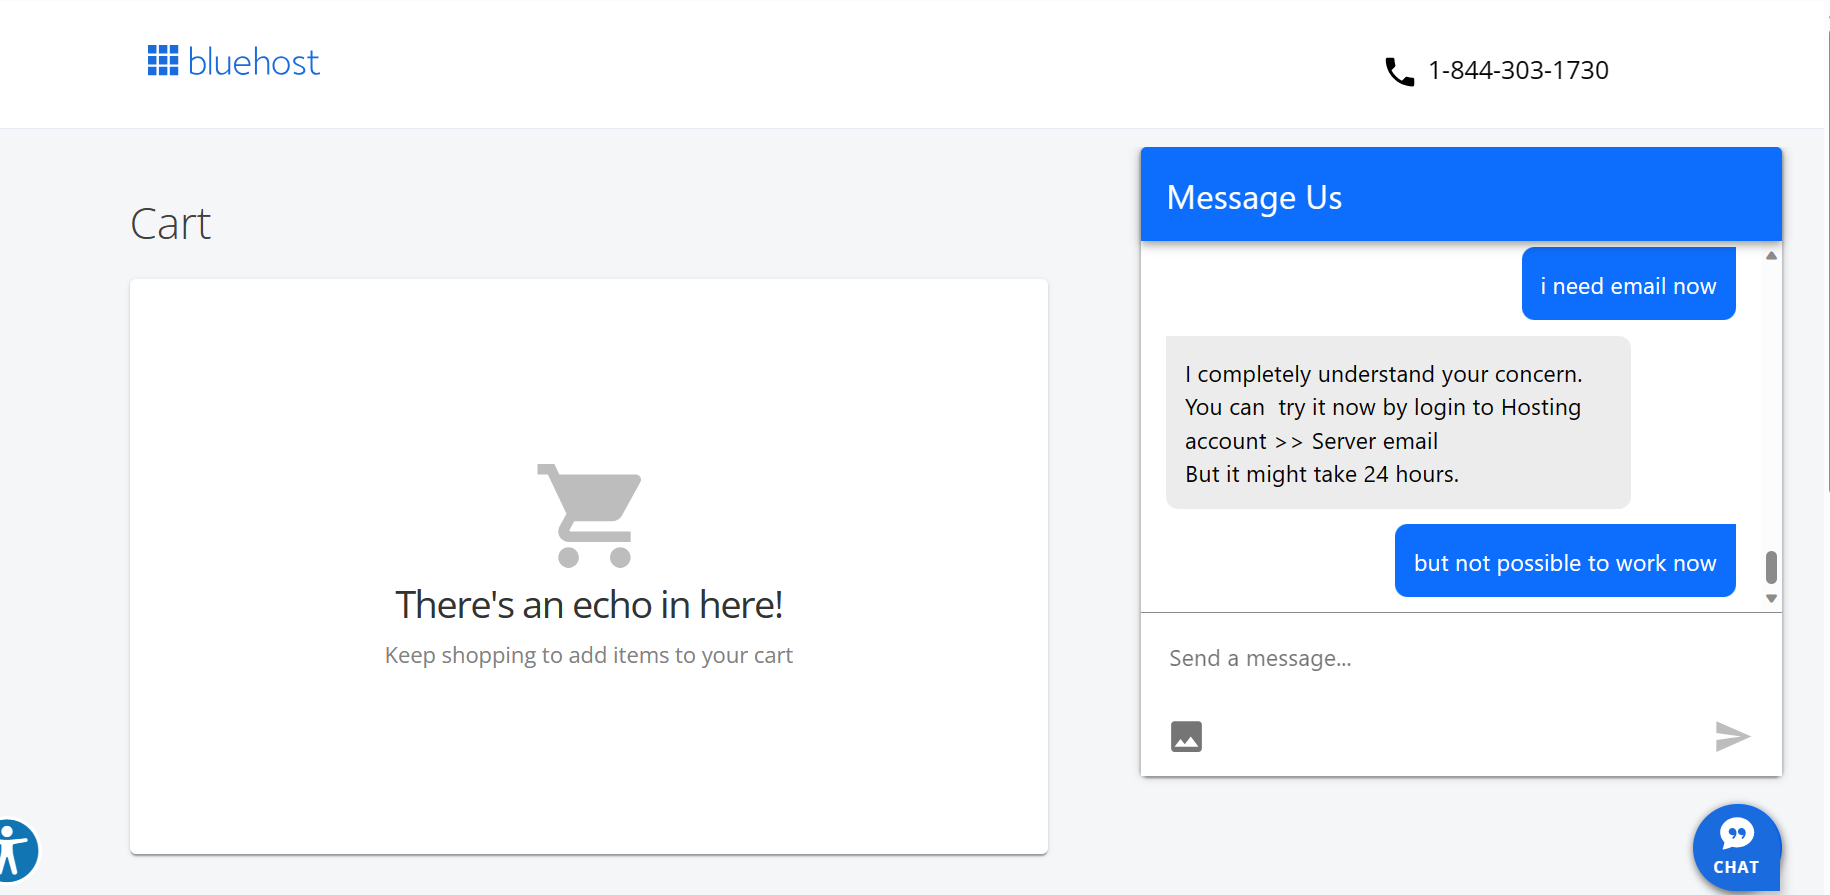 bluehost
1-844-303-1730
Cart
There's an echo in here!
Keep shopping to add items to your cart
Message Us
i need email now
I completely understand your concern.
You can  try it now by login to Hosting
account >> Server email
But it might take 24 hours.
but not possible to work now
Send a message...
CHAT